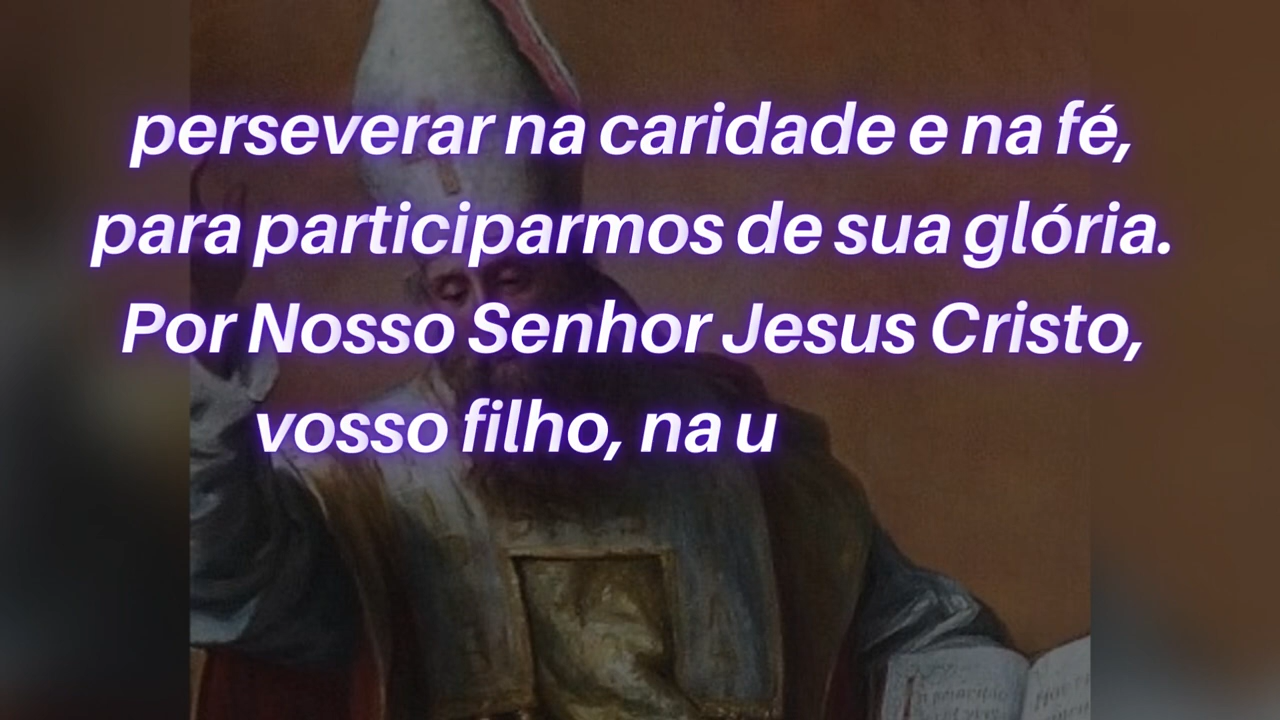 perseverar na caridade e na fé,
para participarmos de sua glória.
Por Nosso Senhor Jesus Cristo,
vosso filho, na u